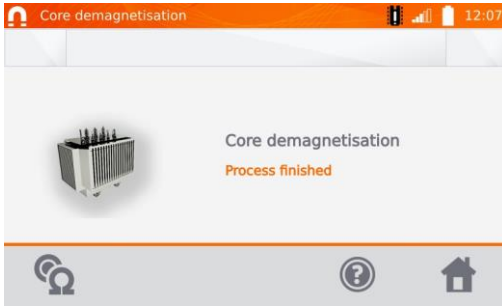 Core demagnetisation
12:07
Core demagnetisation
Process finished